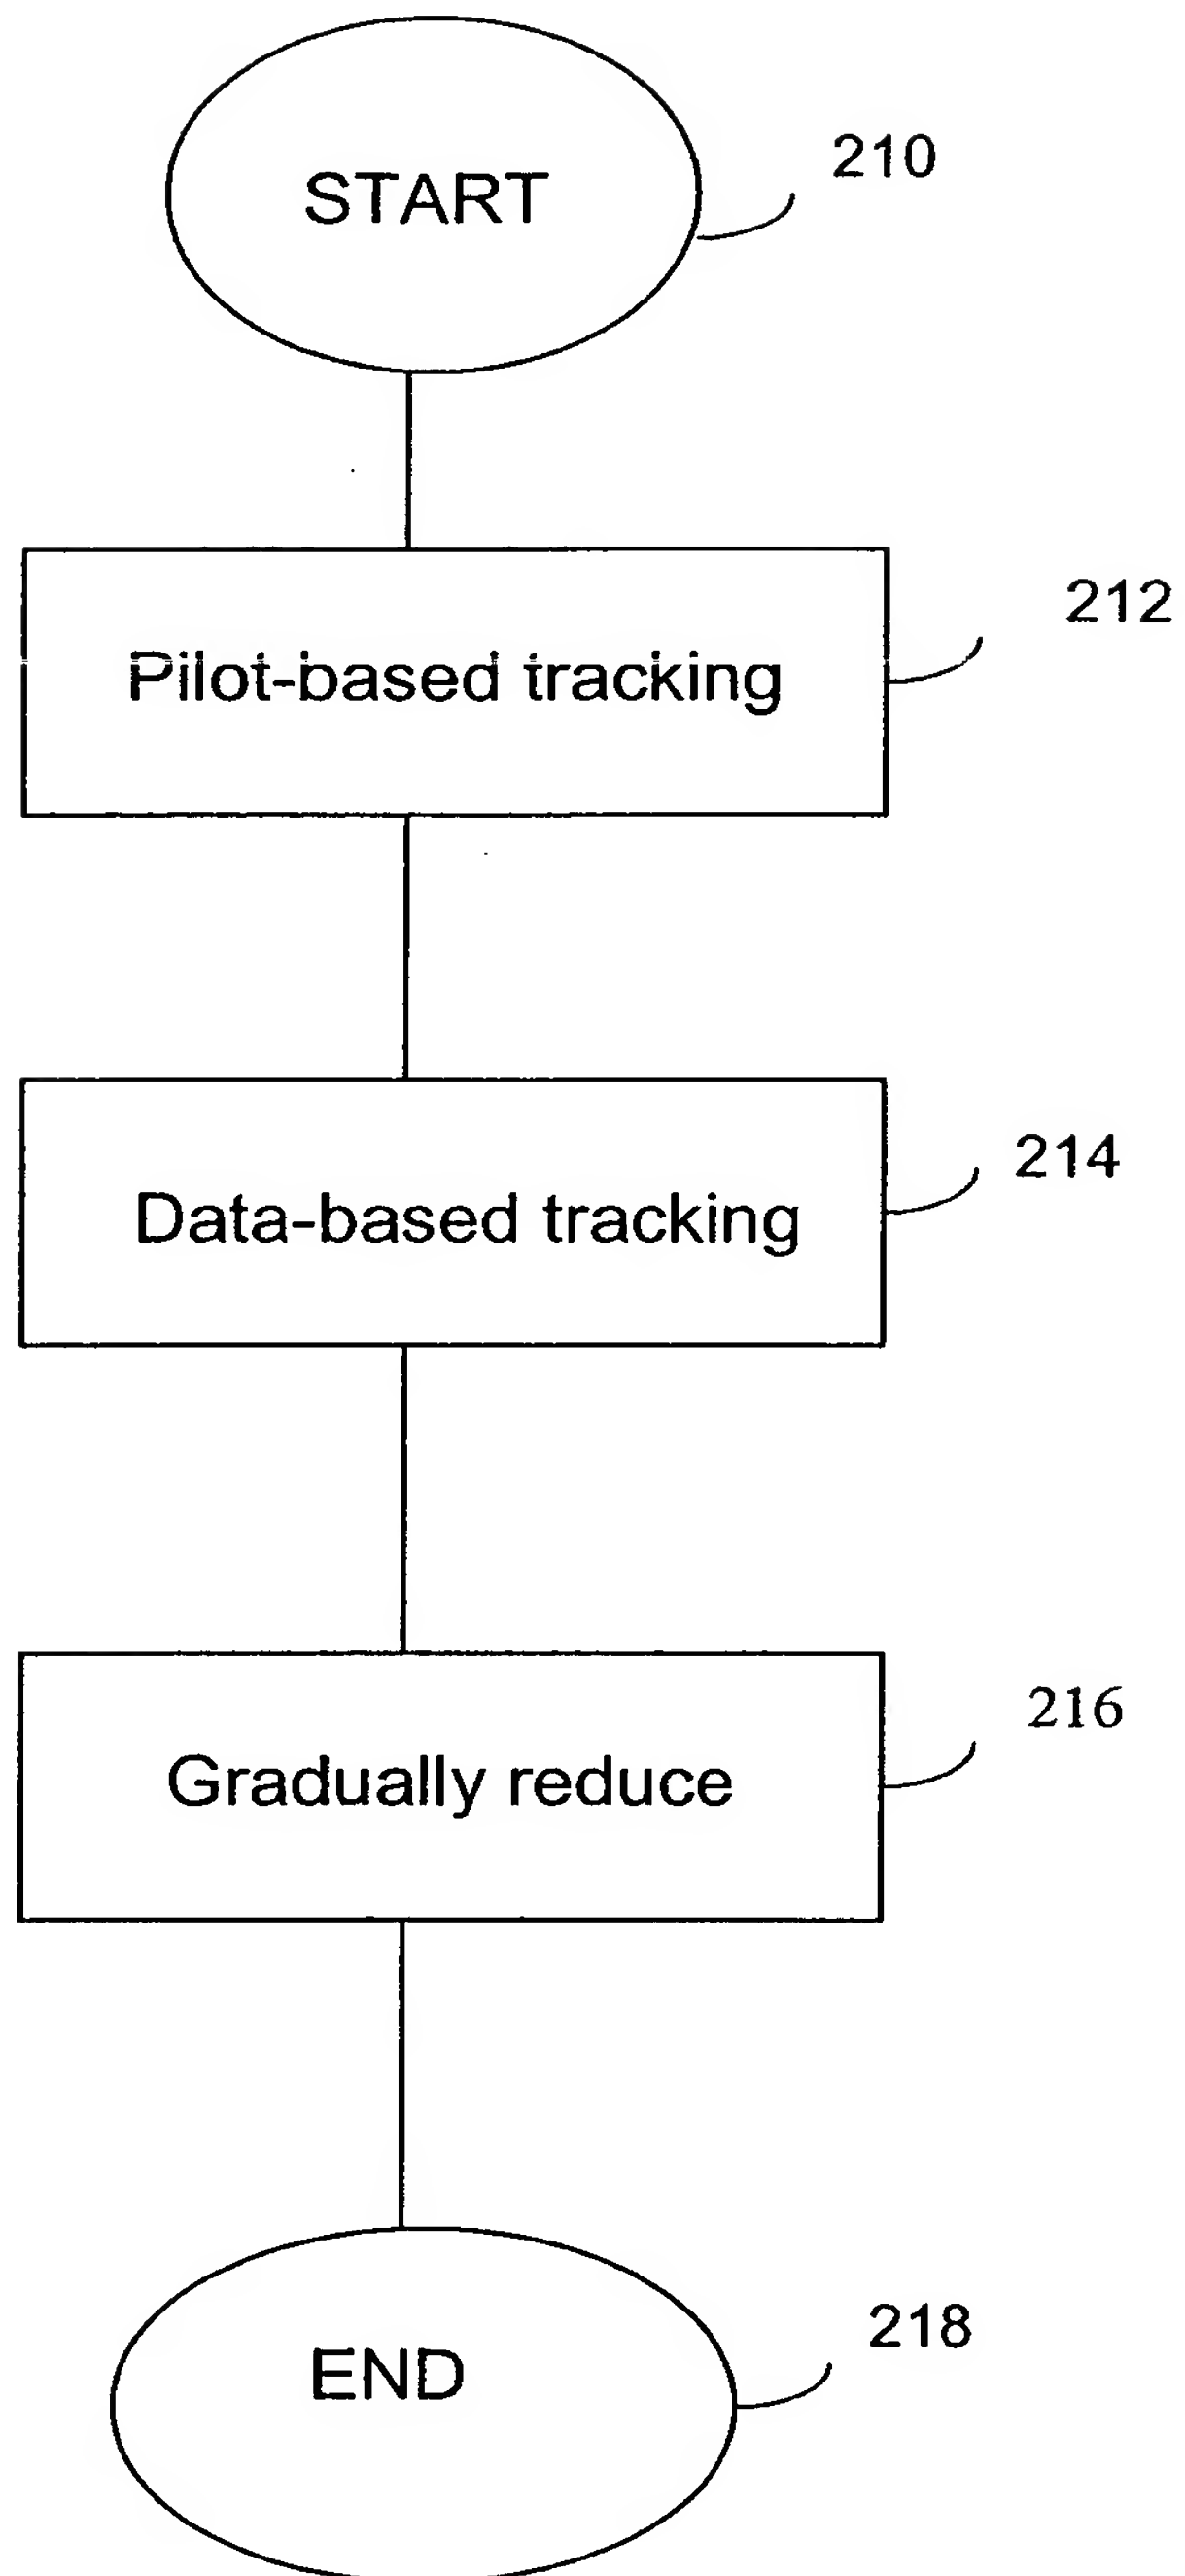 START
210
Pilot-based tracking
212
Data-based tracking
214
Gradually reduce
216
END
218